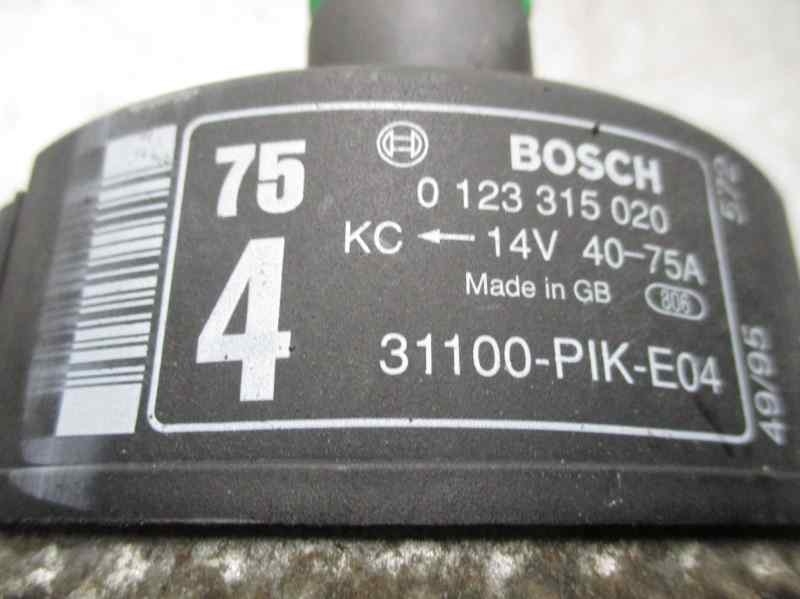 75
4
BOSCH
0 123 315 020
KC ← 14V 40-75A
Made in GB 806
31100-PIK-E04
572
49/95